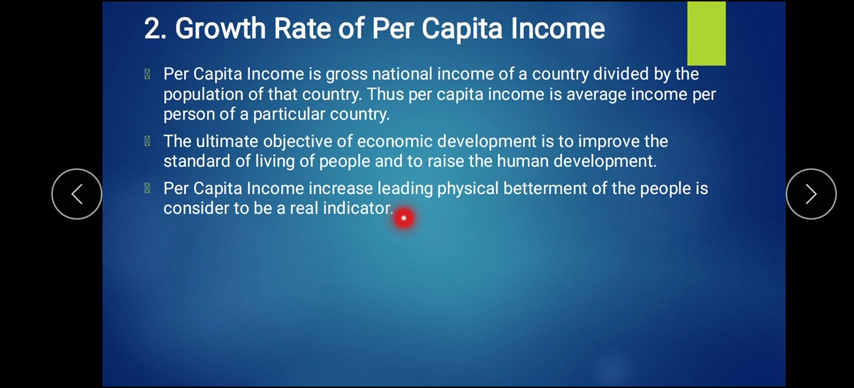 2. Growth Rate of Per Capita Income
Per Capita Income is gross national income of a country divided by the
population of that country. Thus per capita income is average income per
person of a particular country.
The ultimate objective of economic development is to improve the
standard of living of people and to raise the human development.
Per Capita Income increase leading physical betterment of the people is
consider to be a real indicator.